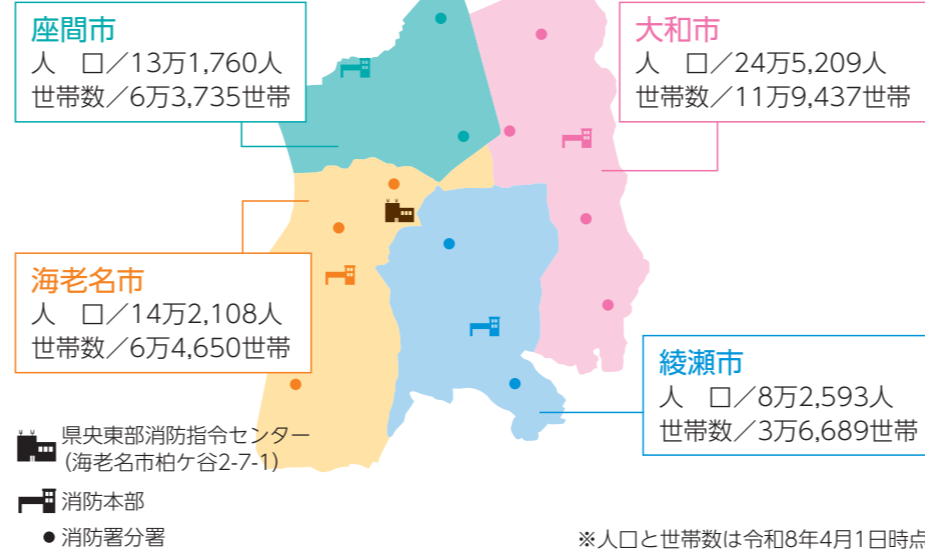 座間市
人　口／13万1,760人
世帯数／6万3,735世帯
大和市
人　口／24万5,209人
世帯数／11万9,437世帯
海老名市
人　口／14万2,108人
世帯数／6万4,650世帯
綾瀬市
人　口／8万2,593人
世帯数／3万6,689世帯
県央東部消防指令センター
(海老名市柏ケ谷2-7-1)
消防本部
消防署分署
※人口と世帯数は令和8年4月1日時点